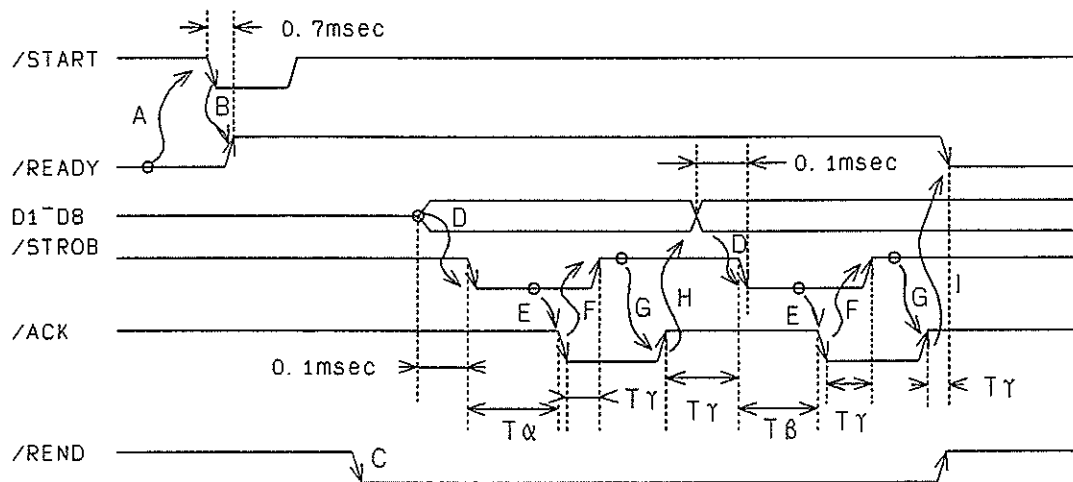 0.7msec
/START
A
B
/READY
0.1msec
D1~D8
D
/STROB
D
E
F
G
H
E
F
G
I
/ACK
0.1msec
Tα
Tγ
Tγ
Tβ
Tγ
Tγ
/REND
C